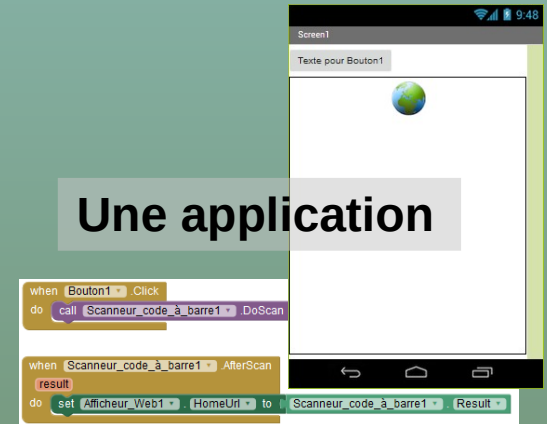 9:48
Screen1
Texte pour Bouton1
Une application
when Bouton1 .Click
do call Scanneur_code_à_barre1 .DoScan
when Scanneur_code_à_barre1 .AfterScan
result
do set Afficheur_Web1 . HomeUrl to Scanneur_code_à_barre1 . Result